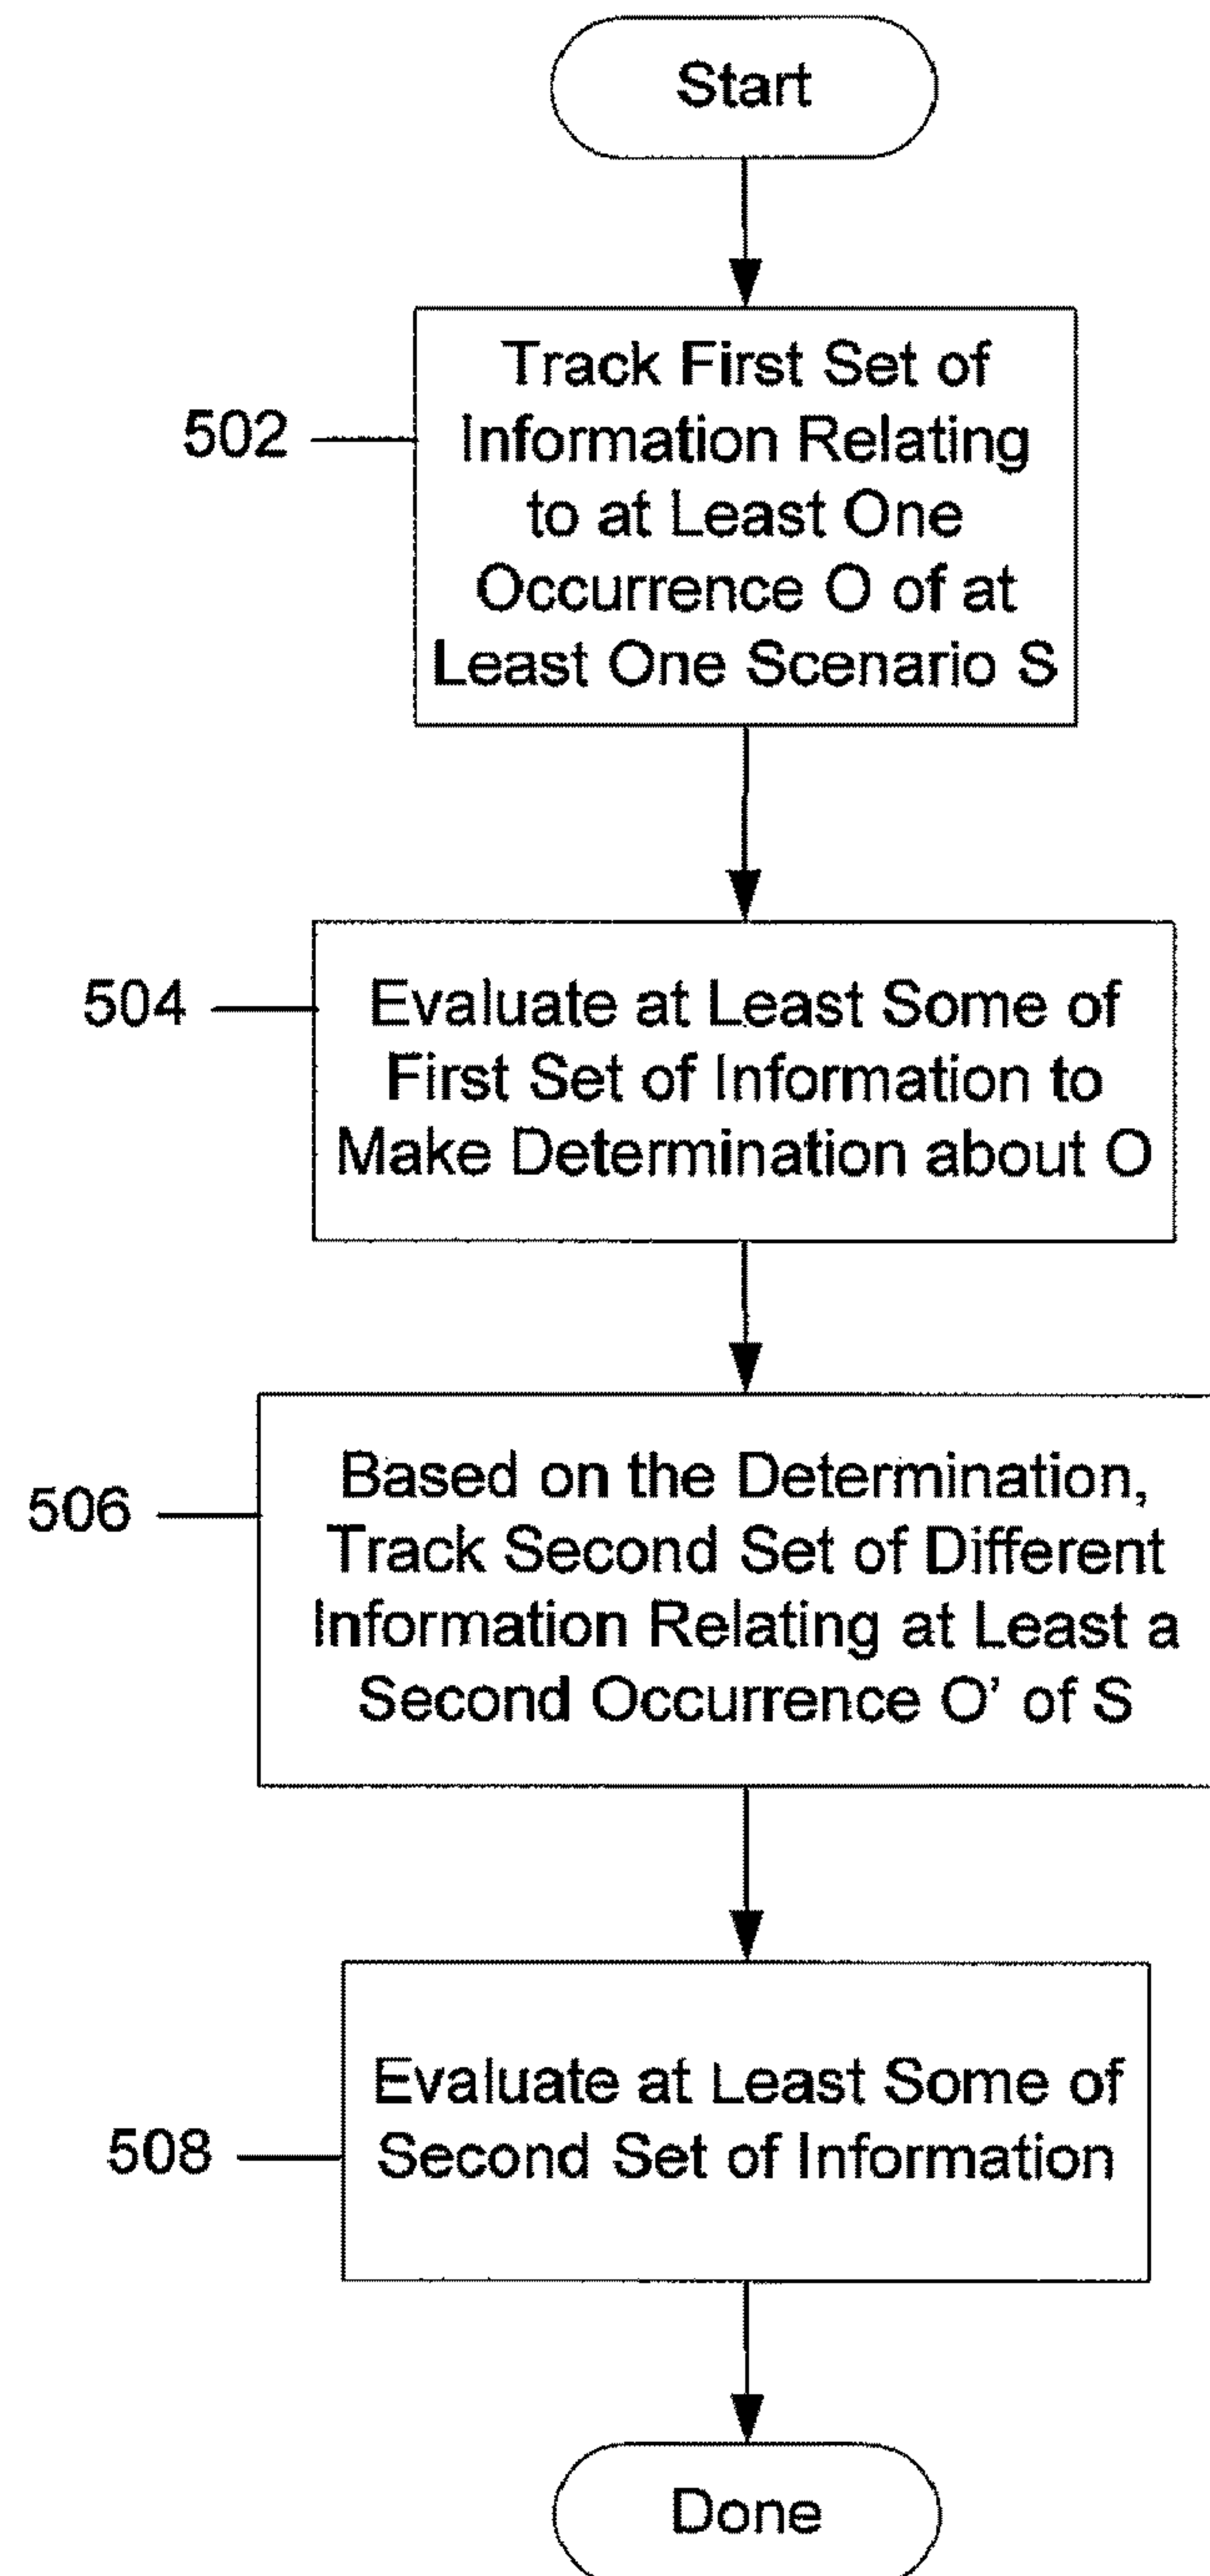 Start
502
Track First Set of
Information Relating
to at Least One
Occurrence O of at
Least One Scenario S
504
Evaluate at Least Some of
First Set of Information to
Make Determination about O
506
Based on the Determination,
Track Second Set of Different
Information Relating at Least a
Second Occurrence O' of S
508
Evaluate at Least Some of
Second Set of Information
Done